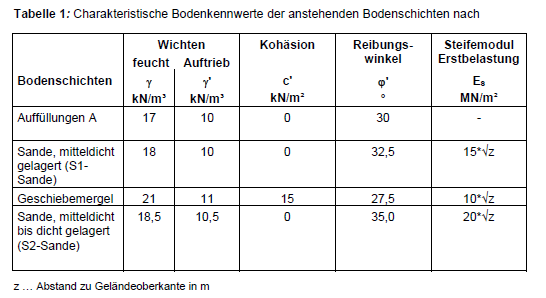 Tabelle 1: Charakteristische Bodenkennwerte der anstehenden Bodenschichten nach
Bodenschichten Wichten Kohäsion Reibungs- Steifemodul
feucht Auftrieb winkel Erstbelastung
γ γ' c' φ' Es
kN/m³ kN/m³ kN/m² ° MN/m²
Auffüllungen A 17 10 0 30 -
Sande, mitteldicht 18 10 0 32,5 15*√z
gelagert (S1-
Sande)
Geschiebemergel 21 11 15 27,5 10*√z
Sande, mitteldicht 18,5 10,5 0 35,0 20*√z
bis dicht gelagert
(S2-Sande)
z … Abstand zu Geländeoberkante in m